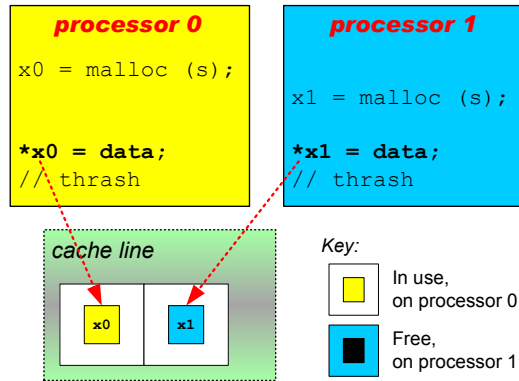 processor 0
x0 = malloc (s);
*x0 = data;
// thrash
processor 1
x1 = malloc (s);
*x1 = data;
// thrash
cache line
x0
x1
Key:
In use,
on processor 0
Free,
on processor 1